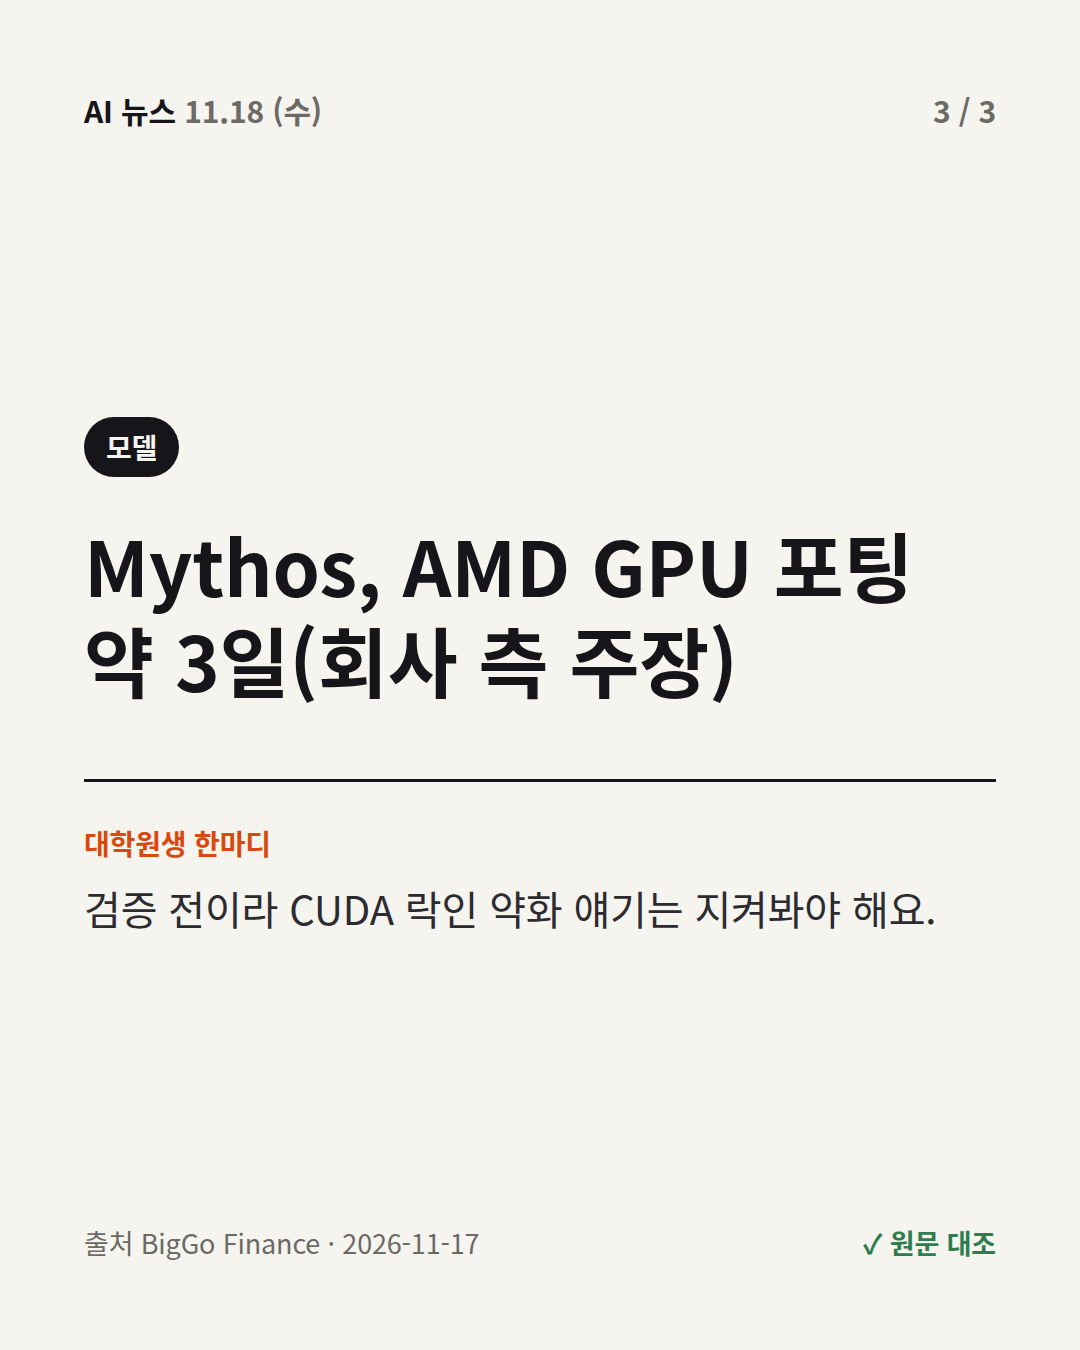 AI 뉴스 11.18 (수)
3 / 3
모델
Mythos, AMD GPU 포팅
약 3일(회사 측 주장)
대학원생 한마디
검증 전이라 CUDA 락인 약화 얘기는 지켜봐야 해요.
출처 BigGo Finance · 2026-11-17
✓ 원문 대조